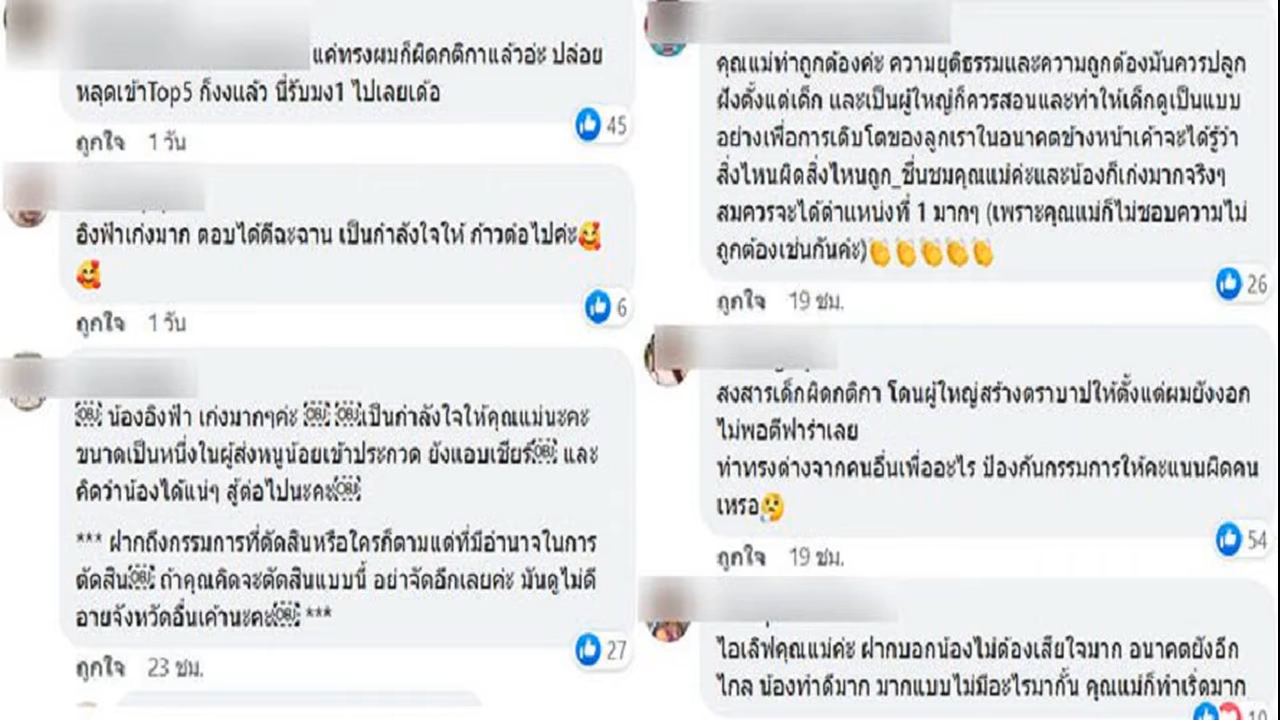 แค่ทรงผมก็ผิดกติกาแล้วอ่ะ ปล่อย
หลุดเข้าTop5 ก็งงแล้ว นี่รับมง1 ไปเลยเด้อ
45
ถูกใจ 1 วัน
อิงฟ้าเก่งมาก ตอบได้ดีฉะฉาน เป็นกำลังใจให้ ก้าวต่อไปค่ะ🥰
🥰
6
ถูกใจ 1 วัน
￼ น้องอิงฟ้า เก่งมากๆค่ะ ￼ ￼เป็นกำลังใจให้คุณแม่นะคะ
ขนาดเป็นหนึ่งในผู้ส่งหนูน้อยเข้าประกวด ยังแอบเชียร์￼ และ
คิดว่าน้องได้แน่ๆ สู้ต่อไปนะคะ￼
*** ฝากถึงกรรมการที่ตัดสินหรือใครก็ตามแต่ที่มีอำนาจในการ
ตัดสิน￼ ถ้าคุณคิดจะตัดสินแบบนี้ อย่าจัดอีกเลยค่ะ มันดูไม่ดี
อายจังหวัดอื่นเค้านะคะ￼ ***
27
ถูกใจ 23 ชม.
คุณแม่ทำถูกต้องค่ะ ความยุติธรรมและความถูกต้องมันควรปลูก
ฝังตั้งแต่เด็ก และเป็นผู้ใหญ่ก็ควรสอนและทำให้เด็กดูเป็นแบบ
อย่างเพื่อการเติบโตของลูกเราในอนาคตข้างหน้าเค้าจะได้รู้ว่า
สิ่งไหนผิดสิ่งไหนถูก_ชื่นชมคุณแม่ค่ะและน้องก็เก่งมากจริงๆ
สมควรจะได้ตำแหน่งที่ 1 มากๆ (เพราะคุณแม่ก็ไม่ชอบความไม่
ถูกต้องเช่นกันค่ะ)👏👏👏👏👏
26
ถูกใจ 19 ชม.
สงสารเด็กผิดกติกา โดนผู้ใหญ่สร้างตราบาปให้ตั้งแต่ผมยังงอก
ไม่พอตีฟาร่าเลย
ทำทรงต่างจากคนอื่นเพื่ออะไร ป้องกันกรรมการให้คะแนนผิดคน
เหรอ🤔
54
ถูกใจ 19 ชม.
ไอเลิฟคุณแม่ค่ะ ฝากบอกน้องไม่ต้องเสียใจมาก อนาคตยังอีก
ไกล น้องทำดีมาก มากแบบไม่มีอะไรมากั้น คุณแม่ก็ทำเริ่ดมาก